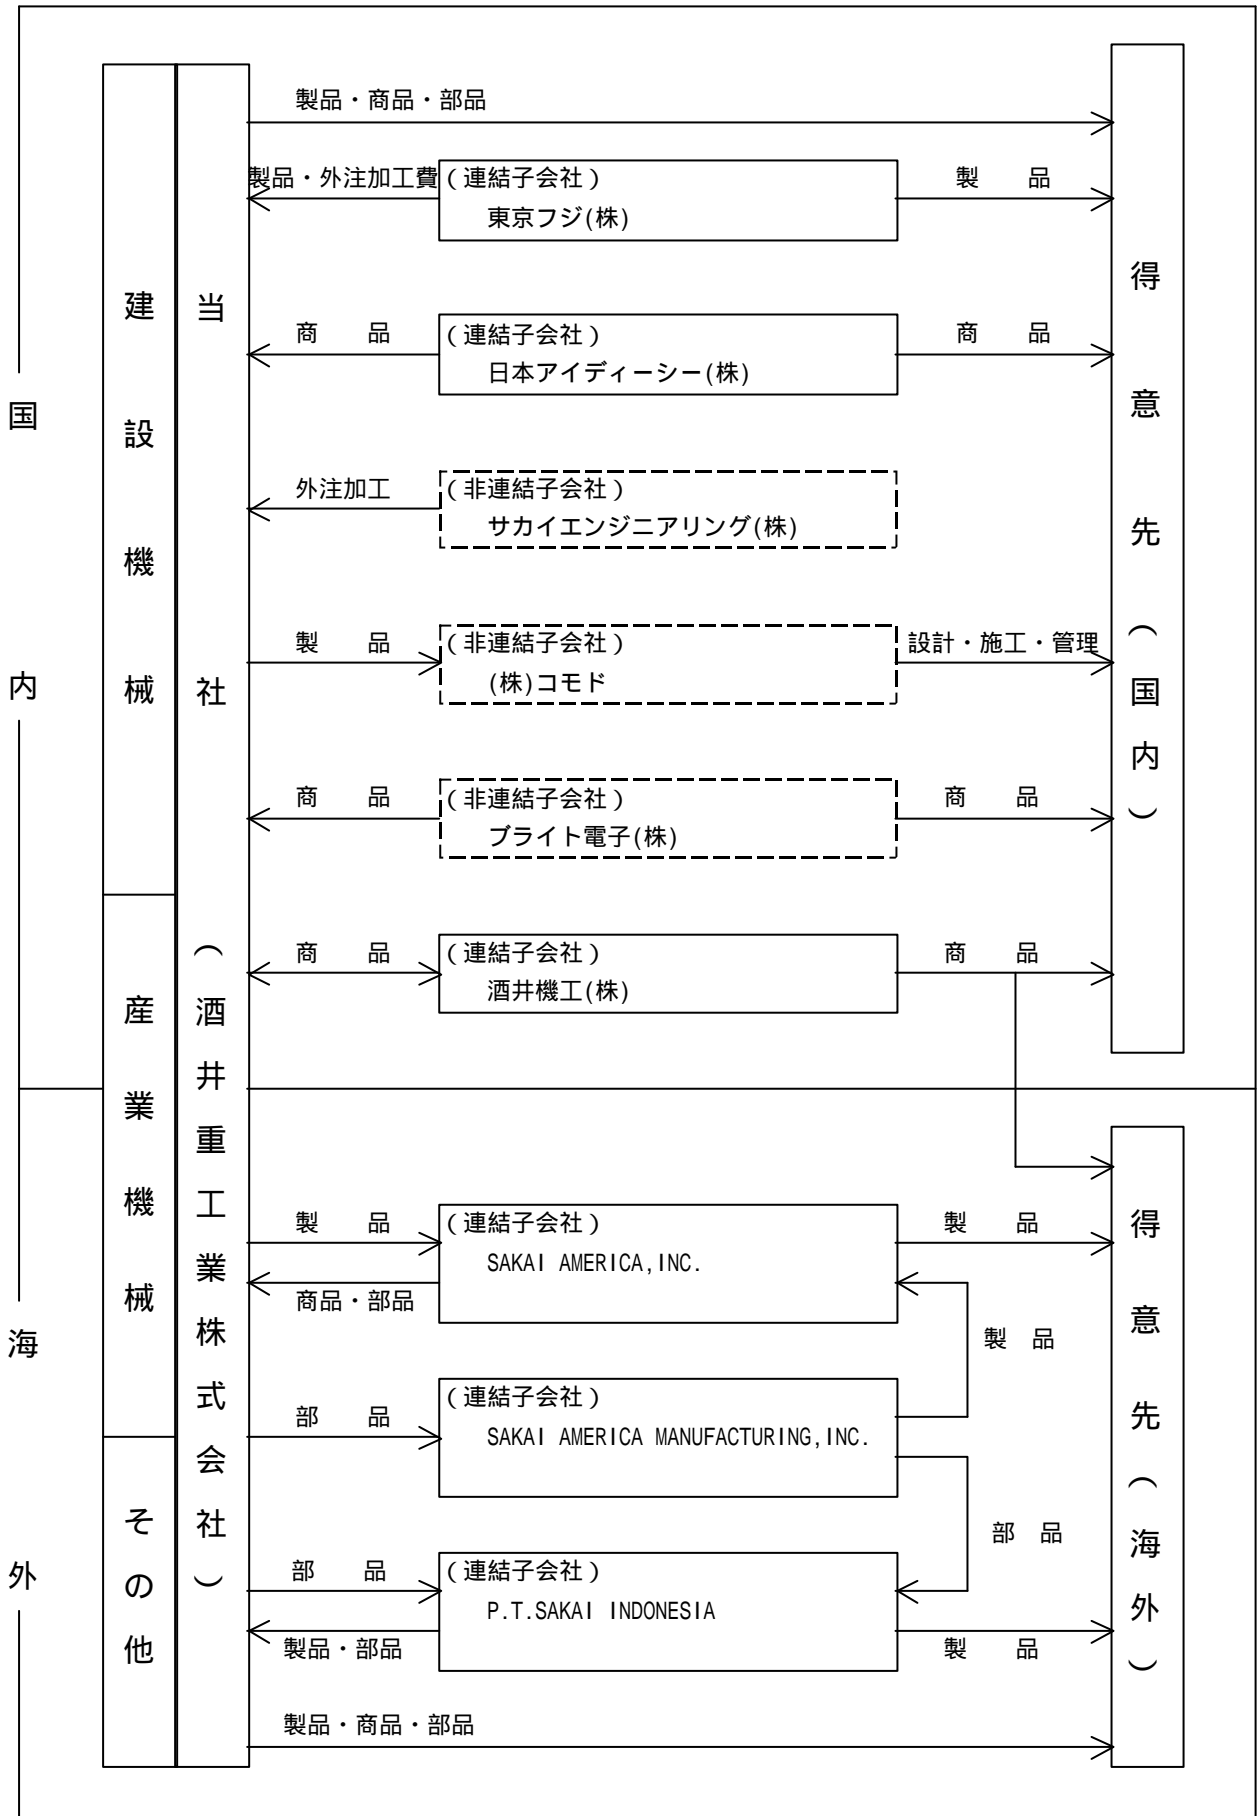 国内
海外
建設機械
産業機械
その他
当社(酒井重工業株式会社)
製品・商品・部品
製品・外注加工費
(連結子会社)
東京フジ(株)
製 品
商 品
(連結子会社)
日本アイディーシー(株)
商 品
外注加工
(非連結子会社)
サカイエンジニアリング(株)
製 品
(非連結子会社)
(株)コモド
設計・施工・管理
商 品
(非連結子会社)
ブライト電子(株)
商 品
商 品
(連結子会社)
酒井機工(株)
商 品
得意先(国内)
製 品
商品・部品
(連結子会社)
SAKAI AMERICA,INC.
製 品
製 品
部 品
(連結子会社)
SAKAI AMERICA MANUFACTURING,INC.
部 品
部 品
製品・部品
(連結子会社)
P.T.SAKAI INDONESIA
製 品
製品・商品・部品
得意先(海外)